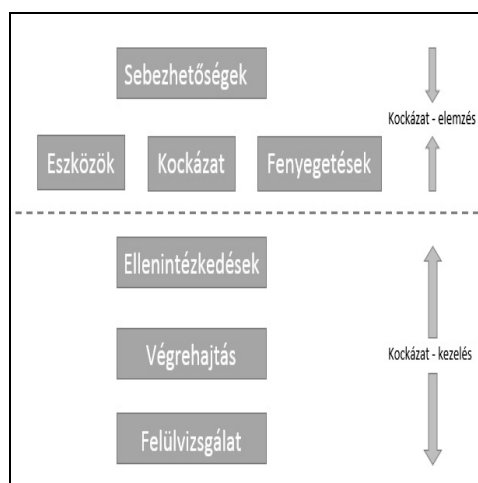 Sebezhetőségek
Kockázat - elemzés
Eszközök
Kockázat
Fenyegetések
Ellenintézkedések
Végrehajtás
Kockázat - kezelés
Felülvizsgálat